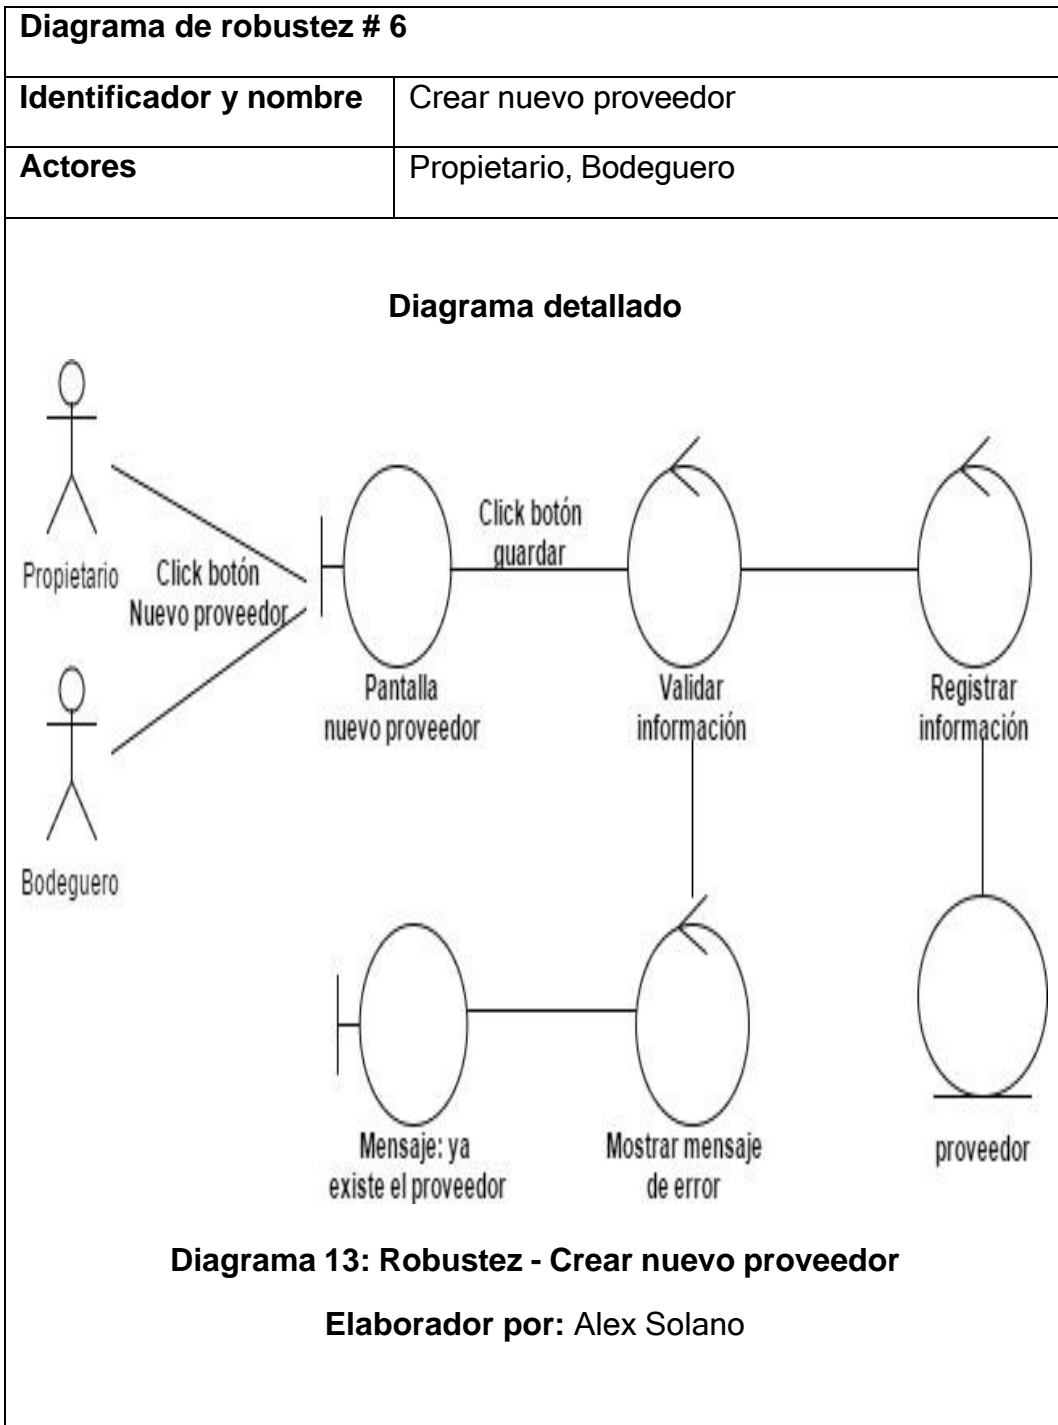 Diagrama de robustez # 6
Identificador y nombre
Crear nuevo proveedor
Actores
Propietario, Bodeguero
Diagrama detallado
Propietario
Click botón
Nuevo proveedor
Click botón
guardar
Pantalla
nuevo proveedor
Validar
información
Registrar
información
Bodeguero
Mensaje: ya
existe el proveedor
Mostrar mensaje
de error
proveedor
Diagrama 13: Robustez - Crear nuevo proveedor
Elaborador por: Alex Solano